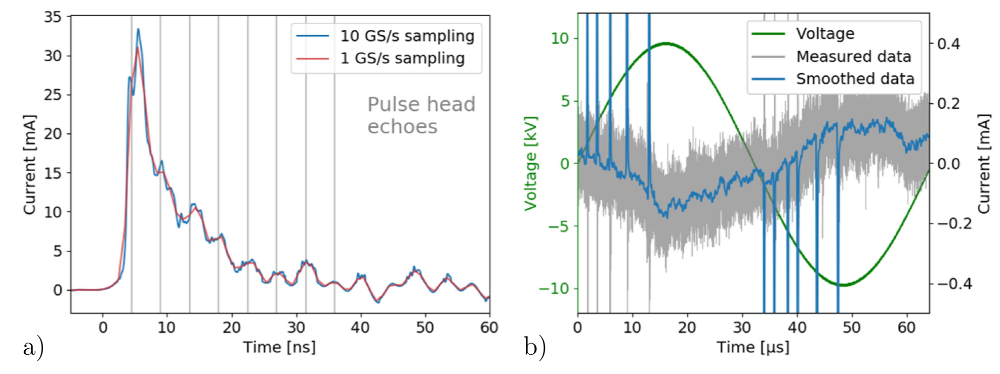 35
30
25
20
15
10
5
0
Current [mA]
10 GS/s sampling
1 GS/s sampling
Pulse head
echoes
0 10 20 30 40 50 60
Time [ns]
a)
10
5
0
−5
−10
Voltage [kV]
Voltage
Measured data
Smoothed data
0.4
0.2
0.0
−0.2
−0.4
Current [mA]
0 10 20 30 40 50 60
Time [µs]
b)